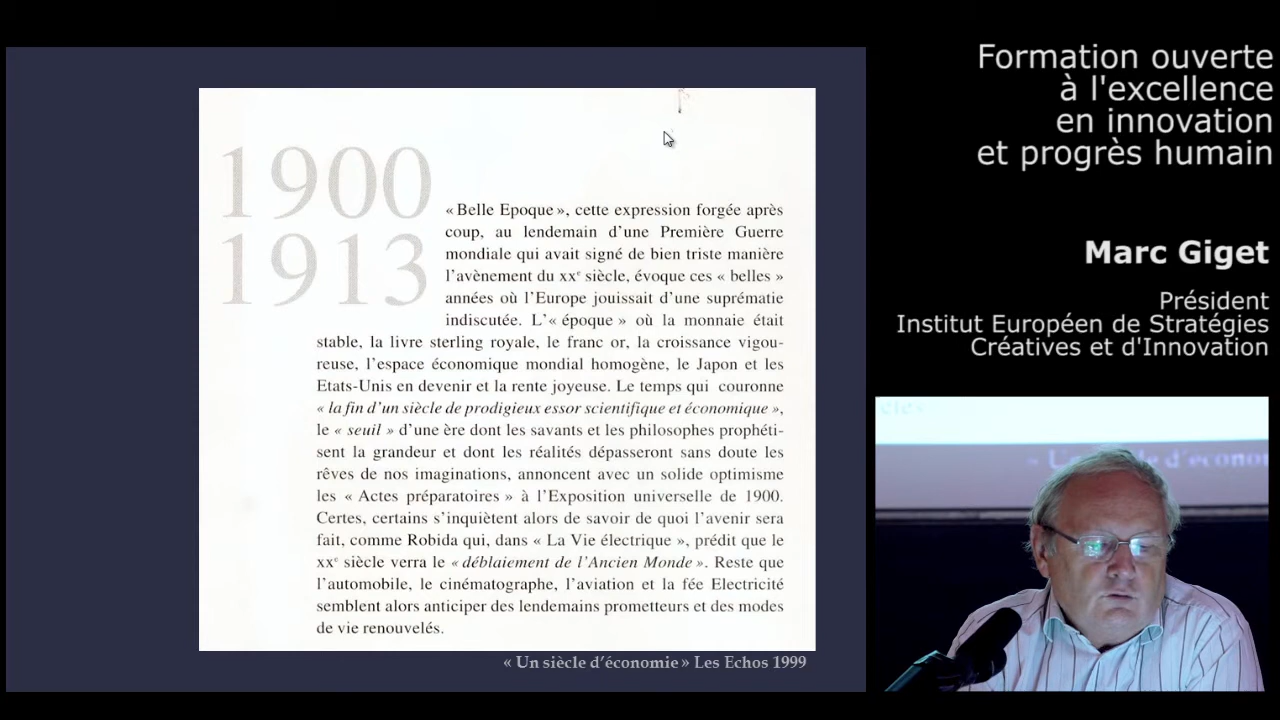 1900
1913
« Belle Epoque », cette expression forgée après
coup, au lendemain d’une Première Guerre
mondiale qui avait signé de bien triste manière
l’avènement du XXe siècle, évoque ces « belles »
années où l’Europe jouissait d’une suprématie
indiscutée. L’« époque » où la monnaie était
stable, la livre sterling royale, le franc or, la croissance vigou-
reuse, l’espace économique mondial homogène, le Japon et les
Etats-Unis en devenir et la rente joyeuse. Le temps qui couronne
« la fin d’un siècle de prodigieux essor scientifique et économique »,
le « seuil » d’une ère dont les savants et les philosophes prophéti-
sent la grandeur et dont les réalités dépasseront sans doute les
rêves de nos imaginations, annoncent avec un solide optimisme
les « Actes préparatoires » à l’Exposition universelle de 1900.
Certes, certains s’inquiètent alors de savoir de quoi l’avenir sera
fait, comme Robida qui, dans « La Vie électrique », prédit que le
XXe siècle verra le « déblaiement de l’Ancien Monde ». Reste que
l’automobile, le cinématographe, l’aviation et la fée Electricité
semblent alors anticiper des lendemains prometteurs et des modes
de vie renouvelés.
« Un siècle d’économie » Les Echos 1999
Formation ouverte
à l'excellence
en innovation
et progrès humain
Marc Giget
Président
Institut Européen de Stratégies
Créatives et d'Innovation
« Un siècle d’économ